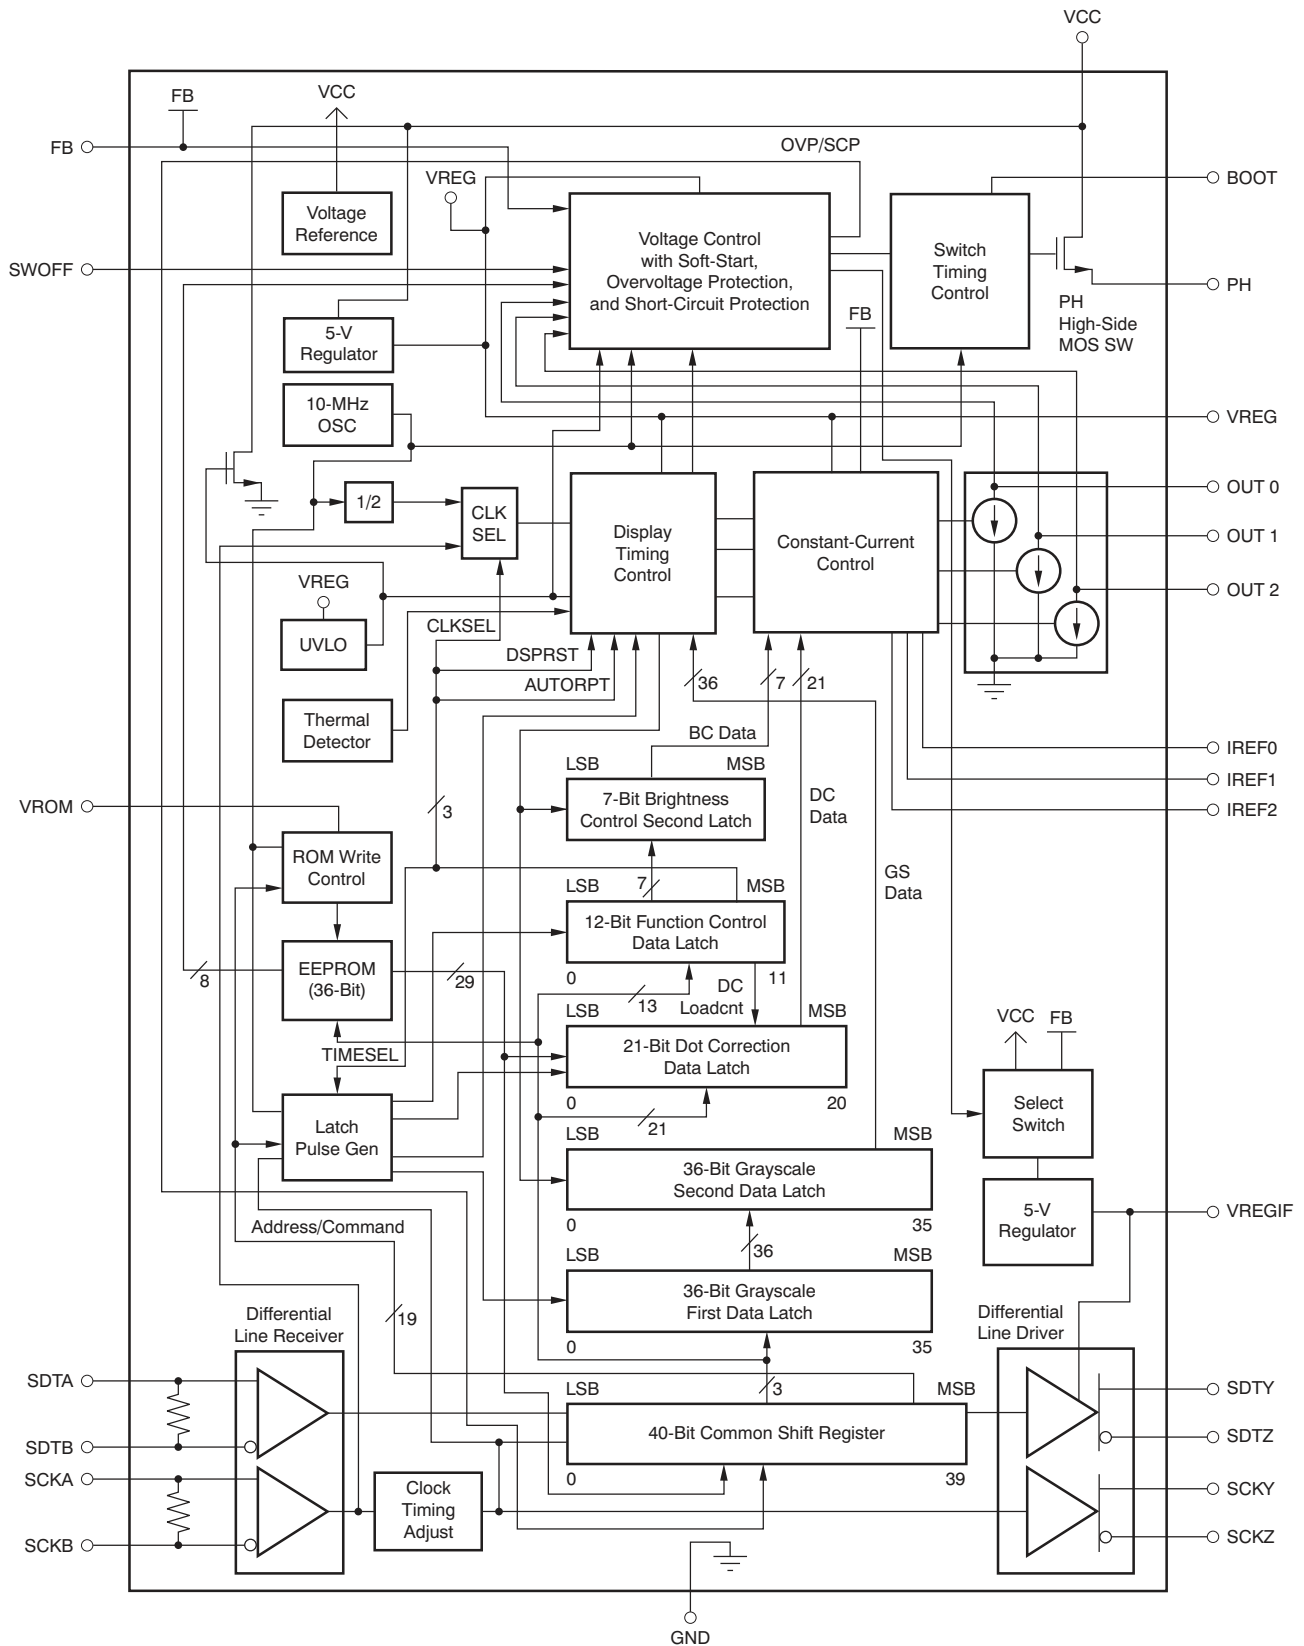 VCC
FB
VCC
FB
OVP/SCP
VREG
BOOT
Voltage
Reference
Voltage Control
with Soft-Start,
Overvoltage Protection,
and Short-Circuit Protection
Switch
Timing
Control
SWOFF
PH
PH
High-Side
MOS SW
FB
5-V
Regulator
10-MHz
OSC
VREG
1/2
CLK
SEL
Display
Timing
Control
Constant-Current
Control
OUT 0
OUT 1
OUT 2
VREG
UVLO
CLKSEL
DSPRST
AUTORPT
36
7
21
Thermal
Detector
BC Data
IREF0
IREF1
IREF2
LSB
MSB
7-Bit Brightness
Control Second Latch
DC
Data
VROM
3
ROM Write
Control
7
LSB
MSB
GS
Data
12-Bit Function Control
Data Latch
0
11
EEPROM
(36-Bit)
8
29
13
DC
Loadcnt
LSB
MSB
21-Bit Dot Correction
Data Latch
0
20
TIMESEL
VCC
FB
Select
Switch
Latch
Pulse Gen
21
LSB
MSB
36-Bit Grayscale
Second Data Latch
0
35
5-V
Regulator
VREGIF
Address/Command
36
LSB
MSB
36-Bit Grayscale
First Data Latch
0
35
19
Differential
Line Receiver
Differential
Line Driver
SDTA
SDTB
SCKA
SCKB
3
LSB
MSB
40-Bit Common Shift Register
0
39
Clock
Timing
Adjust
SDTY
SDTZ
SCKY
SCKZ
GND